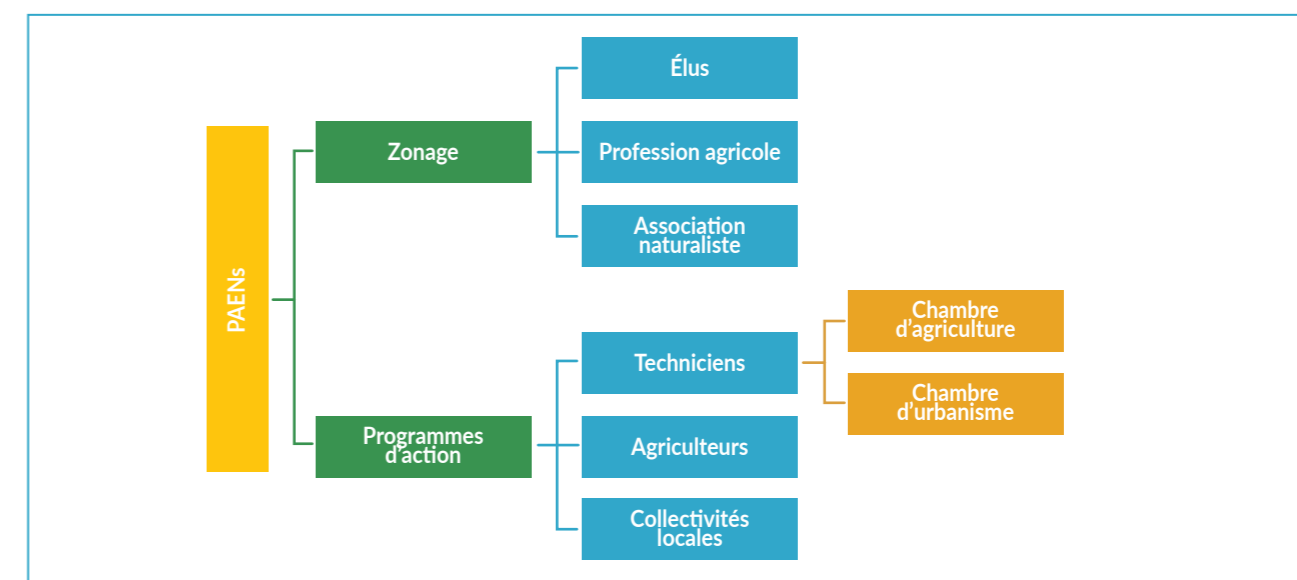 PAENs
Zonage
Élus
Profession agricole
Association
naturaliste
Programmes
d'action
Techniciens
Chambre
d'agriculture
Chambre
d'urbanisme
Agriculteurs
Collectivités
locales